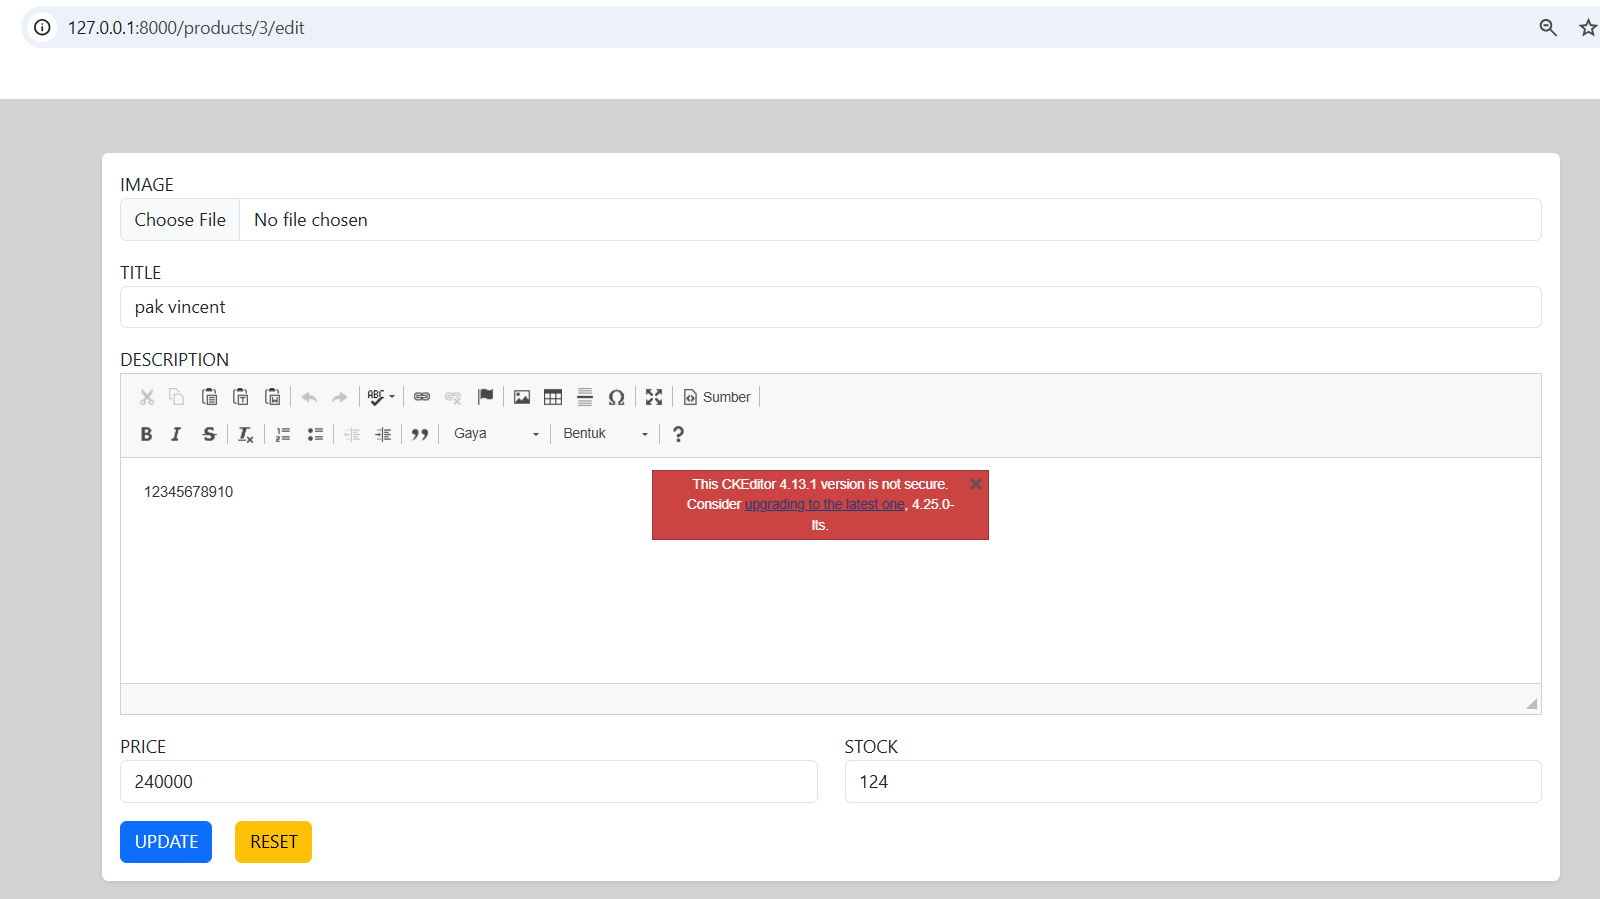 127.0.0.1:8000/products/3/edit
IMAGE
Choose File No file chosen
TITLE
pak vincent
DESCRIPTION
ABC Sumber
B I S Tx Gaya Bentuk ?
12345678910
This CKEditor 4.13.1 version is not secure.
Consider upgrading to the latest one, 4.25.0-
lts.
PRICE STOCK
240000 124
UPDATE RESET